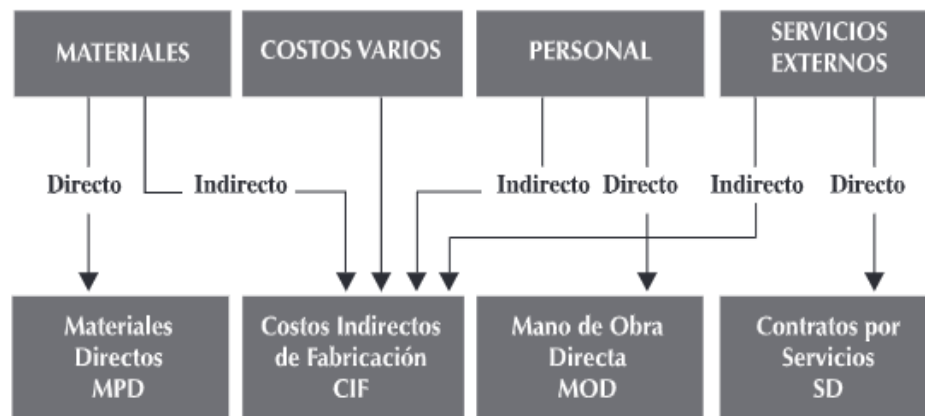 MATERIALES
COSTOS VARIOS
PERSONAL
SERVICIOS
EXTERNOS
Directo
Indirecto
Indirecto
Directo
Indirecto
Directo
Materiales
Directos
MPD
Costos Indirectos
de Fabricación
CIF
Mano de Obra
Directa
MOD
Contratos por
Servicios
SD